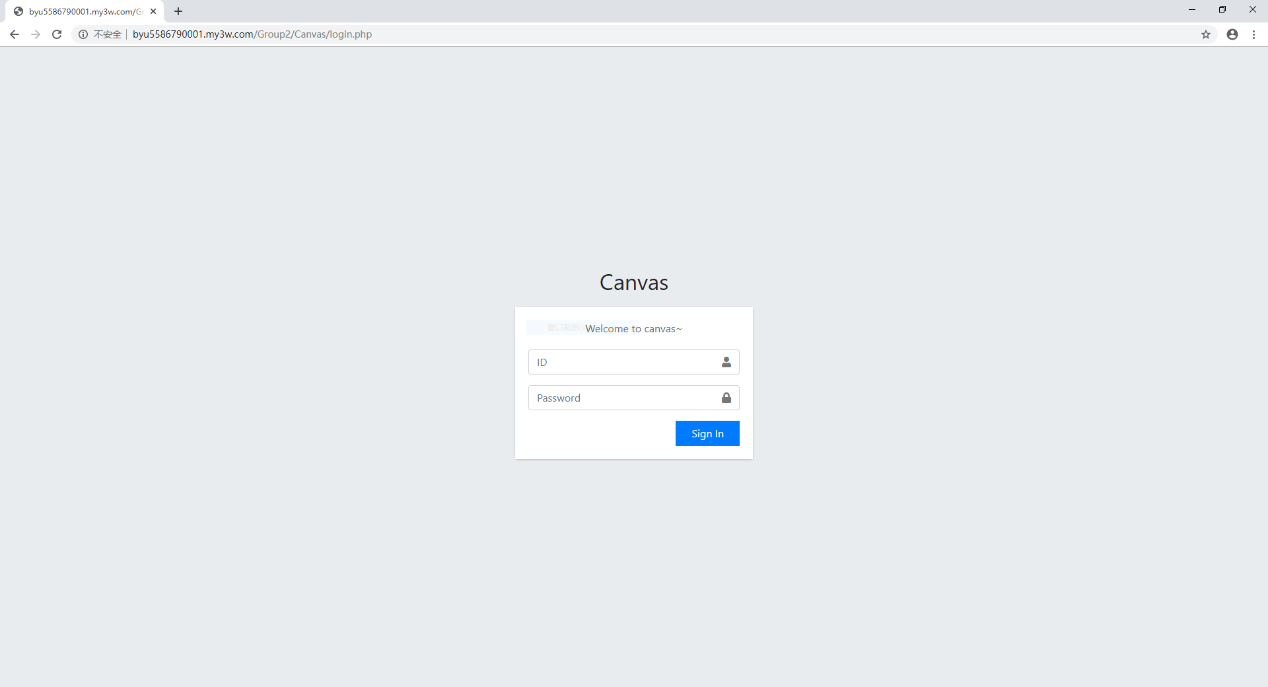 byu5586790001.my3w.com/G
不安全 | byu5586790001.my3w.com/Group2/Canvas/login.php
Canvas
Welcome to canvas~
ID
Password
Sign In